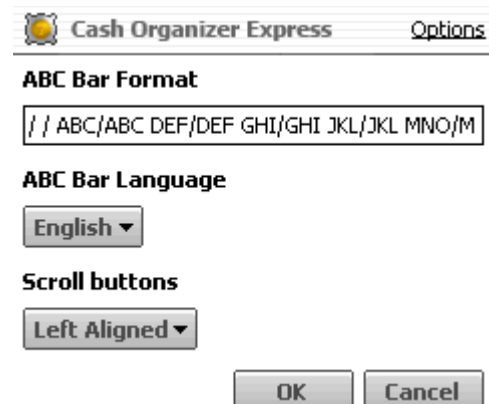 Cash Organizer Express Options
ABC Bar Format
/ / ABC/ABC DEF/DEF GHI/GHI JKL/JKL MNO/M
ABC Bar Language
English
Scroll buttons
Left Aligned
OK Cancel